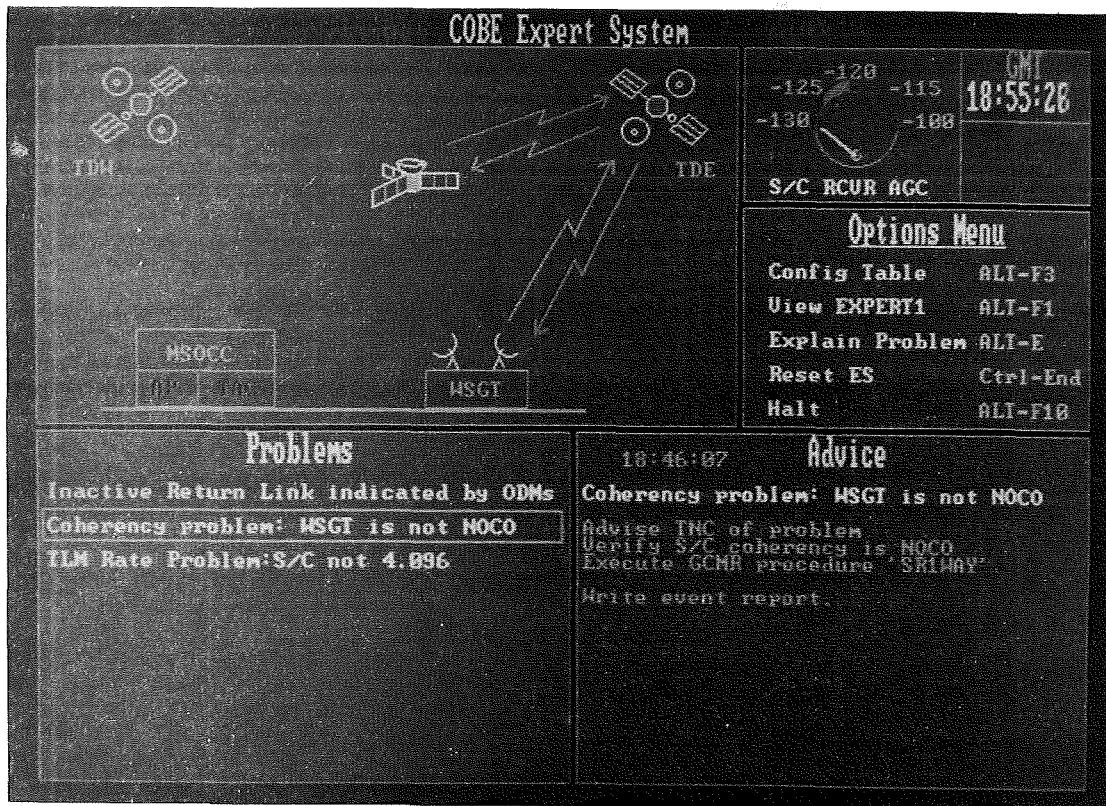 COBE Expert System
TDW
TDE
MSOCC
WSGT
-125 -120 -115
-130 -100
S/C RCVR AGC
GMT
18:55:28
Options Menu
Config Table ALT-F3
View EXPERT1 ALT-F1
Explain Problem ALT-E
Reset ES Ctrl-End
Halt ALT-F10
Problems
Inactive Return Link indicated by ODMs
Coherency problem: WSGT is not NOCO
TLM Rate Problem:S/C not 4.096
18:46:07 Advice
Coherency problem: WSGT is not NOCO
Advise TNC of problem
Verify S/C coherency is NOCO
Execute GCMR procedure 'SR1WAY'.
Write event report.